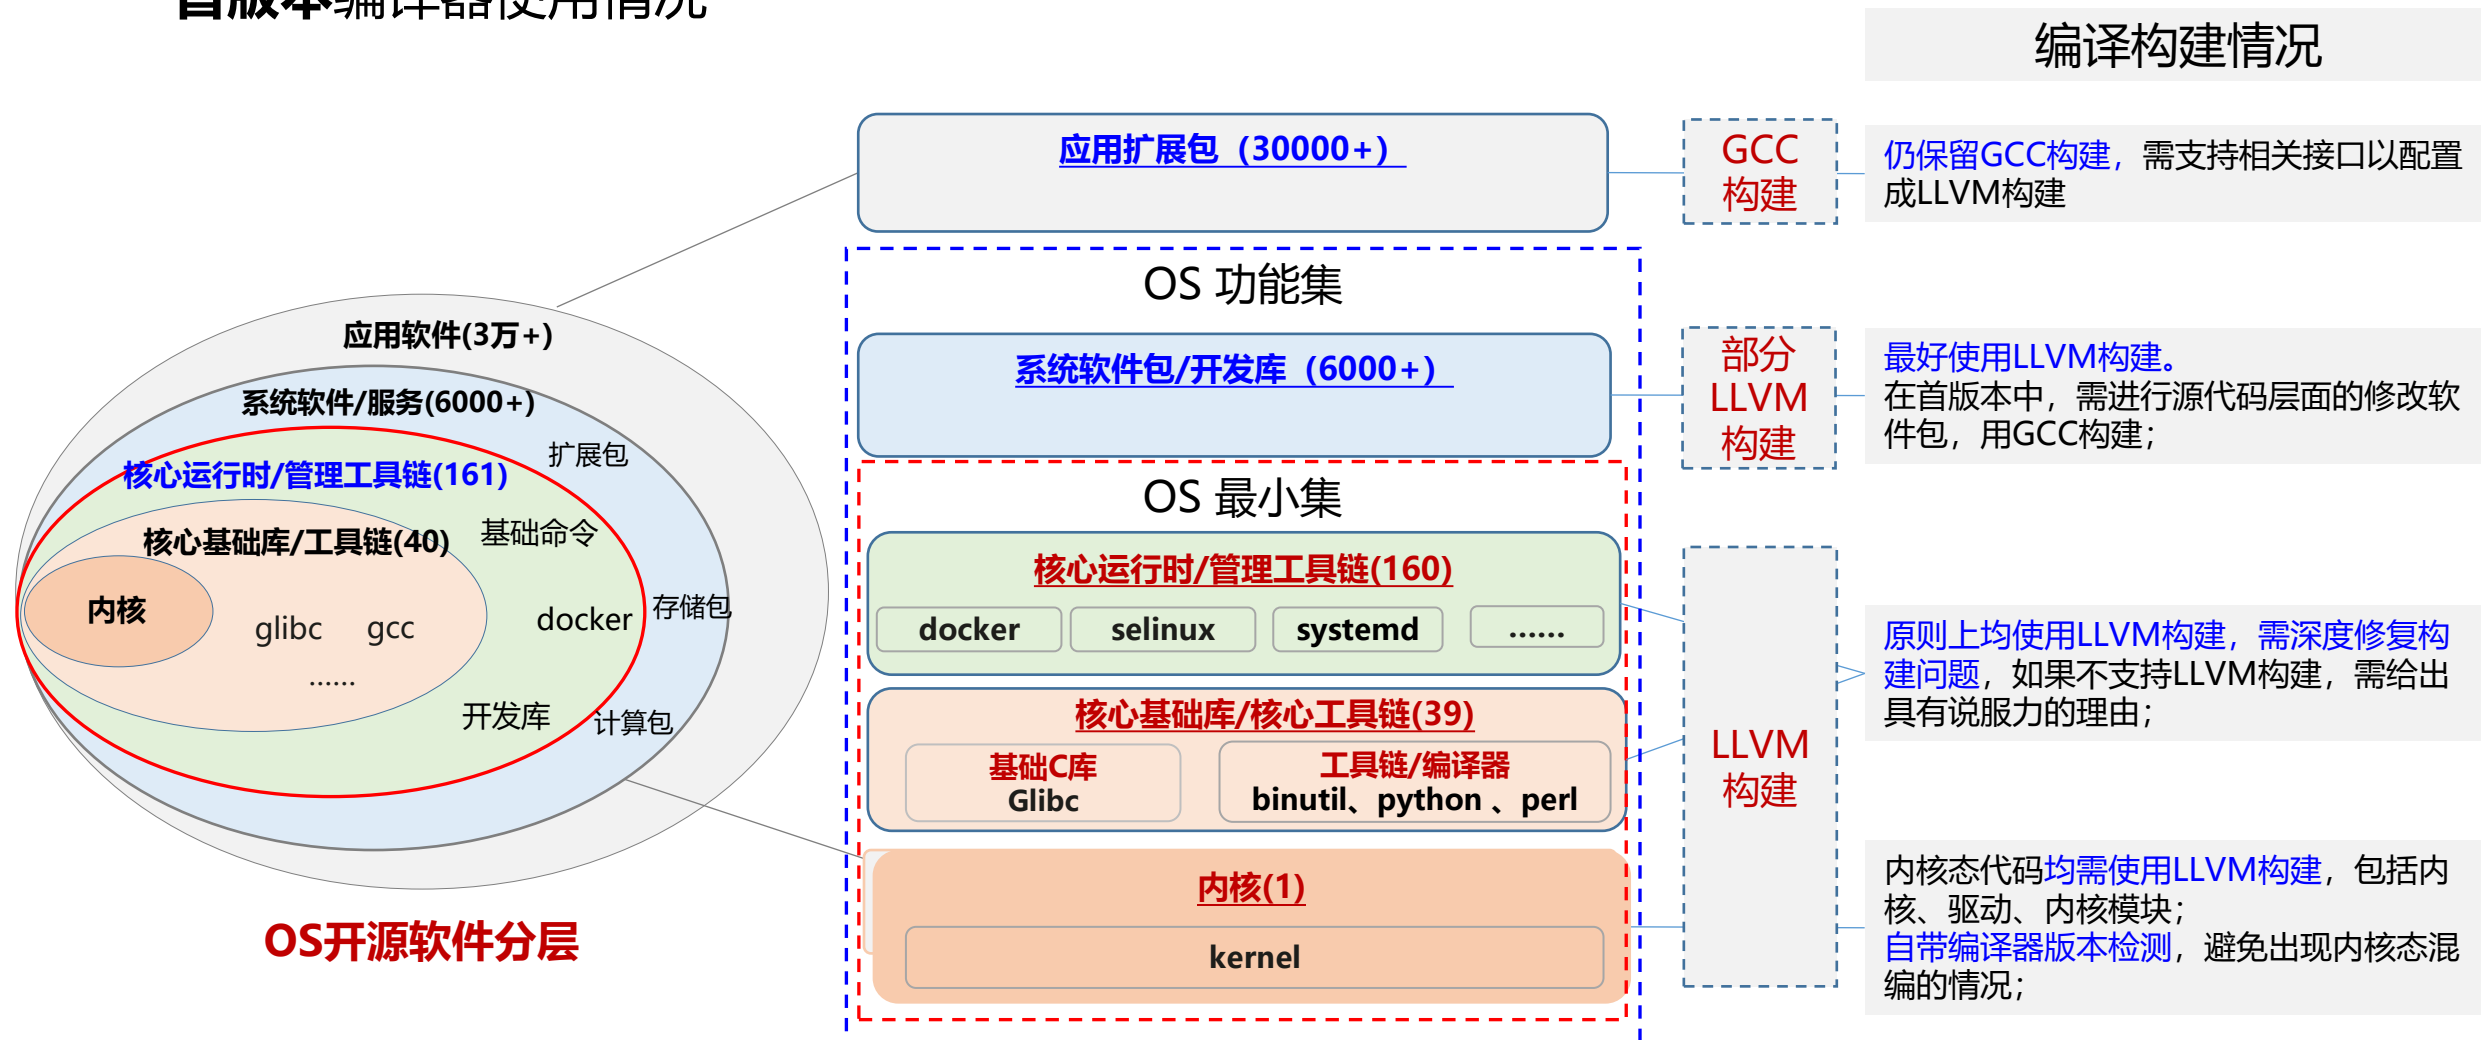 首版本编译器使用情况
编译构建情况
应用软件(3万+)
系统软件/服务(6000+)
扩展包
核心运行时/管理工具链(161)
基础命令
核心基础库/工具链(40)
内核
glibc gcc
......
docker
存储包
开发库
计算包
OS开源软件分层
应用扩展包（30000+）
OS 功能集
系统软件包/开发库（6000+）
OS 最小集
核心运行时/管理工具链(160)
docker
selinux
systemd
......
核心基础库/核心工具链(39)
基础C库
Glibc
工具链/编译器
binutil、python 、perl
内核(1)
kernel
GCC
构建
部分
LLVM
构建
LLVM
构建
仍保留GCC构建，需支持相关接口以配置
成LLVM构建
最好使用LLVM构建。
在首版本中，需进行源代码层面的修改软
件包，用GCC构建；
原则上均使用LLVM构建，需深度修复构
建问题，如果不支持LLVM构建，需给出
具有说服力的理由；
内核态代码均需使用LLVM构建，包括内
核、驱动、内核模块；
自带编译器版本检测，避免出现内核态混
编的情况；